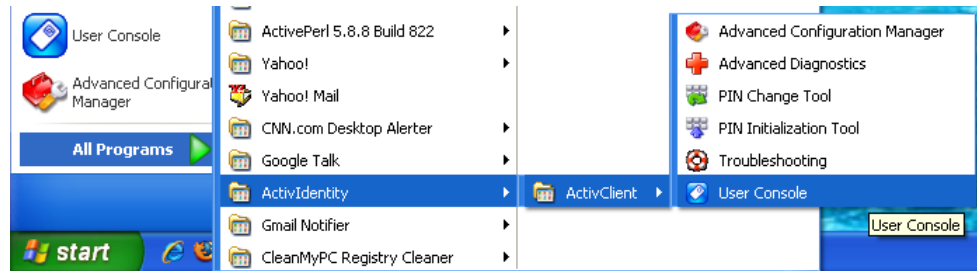 User Console
Advanced
Manager
All Programs
start
ActivePerl 5.8.8 Build 822
Yahoo!
Yahoo! Mail
CNN.com Desktop Alerter
Google Talk
ActivIdentity
Gmail Notifier
CleanMyPC Registry Cleaner
ActivClient
Advanced Configuration Manager
Advanced Diagnostics
PIN Change Tool
PIN Initialization Tool
Troubleshooting
User Console
User Console